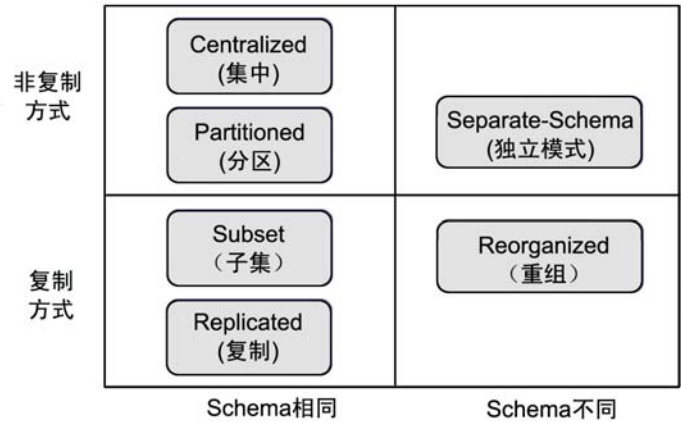 非复制
方式
Centralized
(集中)
Partitioned
(分区)
Separate-Schema
(独立模式)
复制
方式
Subset
（子集）
Replicated
(复制)
Reorganized
（重组）
Schema相同
Schema不同